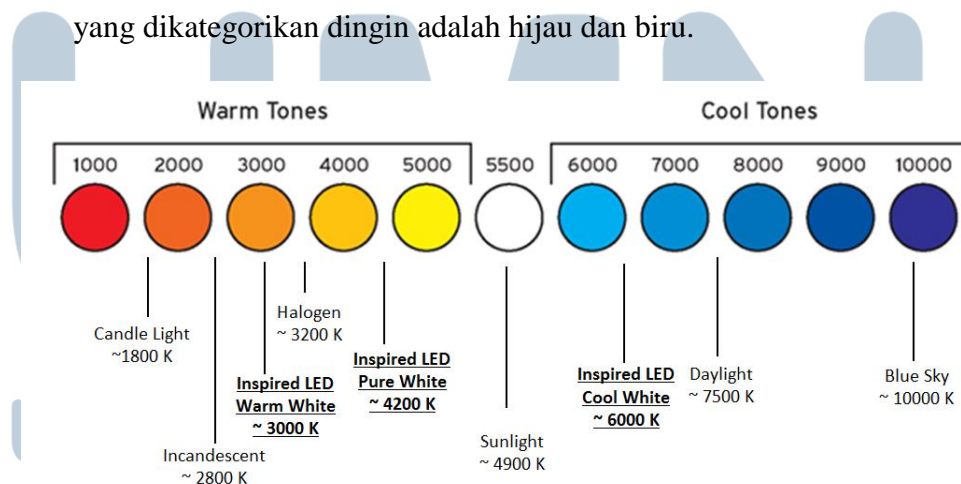 yang dikategorikan dingin adalah hijau dan biru.
Warm Tones
Cool Tones
1000 2000 3000 4000 5000 5500 6000 7000 8000 9000 10000
Candle Light
~1800 K
Incandescent
~ 2800 K
Inspired LED
Warm White
~ 3000 K
Halogen
~ 3200 K
Inspired LED
Pure White
~ 4200 K
Sunlight
~ 4900 K
Inspired LED
Cool White
~ 6000 K
Daylight
~ 7500 K
Blue Sky
~ 10000 K